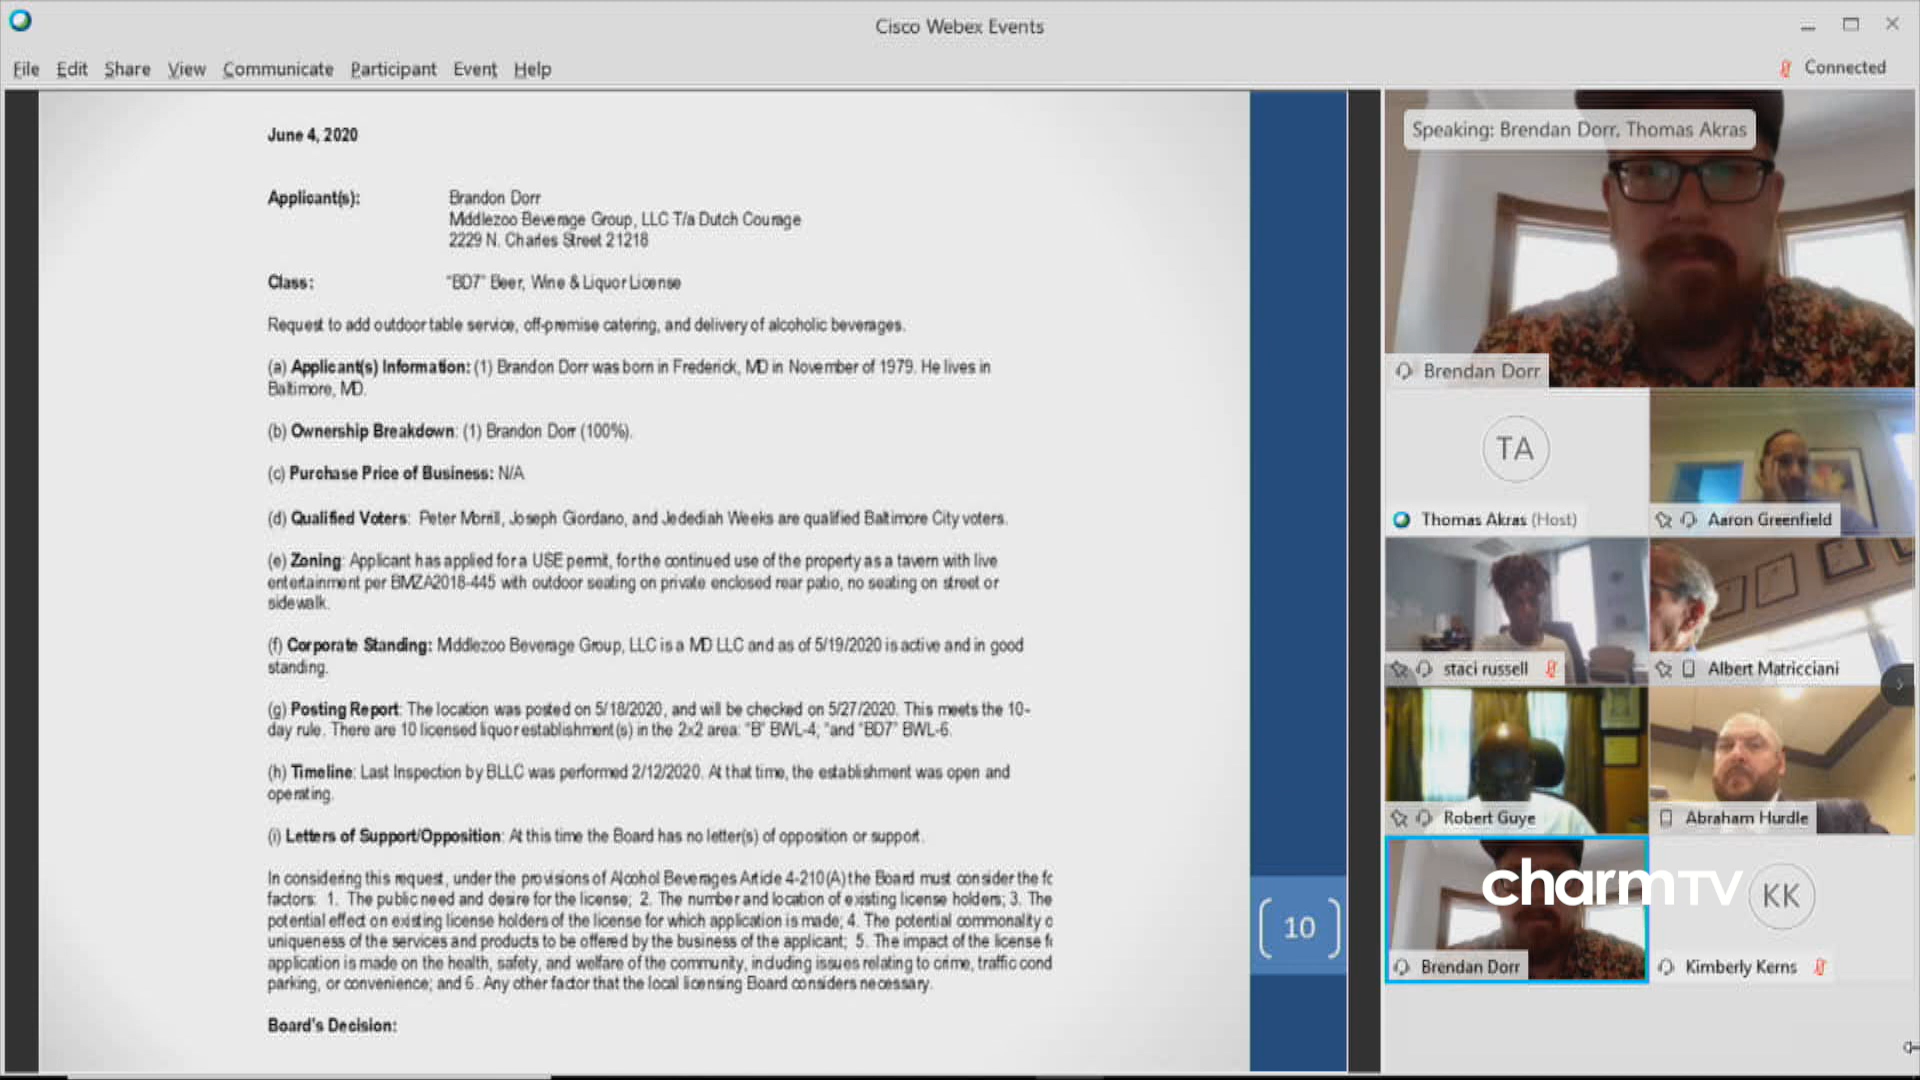 Cisco Webex Events
File Edit Share View Communicate Participant Event Help
Connected
June 4, 2020
Applicant(s): Brandon Dorr
Middlezoo Beverage Group, LLC T/a Dutch Courage
2229 N. Charles Street 21218
Class: "BD7" Beer, Wine & Liquor License
Request to add outdoor table service, off-premise catering, and delivery of alcoholic beverages.
(a) Applicant(s) Information: (1) Brandon Dorr was born in Frederick, MD in November of 1979. He lives in
Baltimore, MD.
(b) Ownership Breakdown: (1) Brandon Dorr (100%).
(c) Purchase Price of Business: N/A
(d) Qualified Voters: Peter Morrill, Joseph Giordano, and Jedediah Weeks are qualified Baltimore City voters.
(e) Zoning: Applicant has applied for a USE permit, for the continued use of the property as a tavern with live
entertainment per BMZA2018-445 with outdoor seating on private enclosed rear patio, no seating on street or
sidewalk.
(f) Corporate Standing: Middlezoo Beverage Group, LLC is a MD LLC and as of 5/19/2020 is active and in good
standing.
(g) Posting Report: The location was posted on 5/18/2020, and will be checked on 5/27/2020. This meets the 10-
day rule. There are 10 licensed liquor establishment(s) in the 2x2 area: "B" BWL-4; "and "BD7" BWL-6.
(h) Timeline: Last Inspection by BLLC was performed 2/12/2020. At that time, the establishment was open and
operating.
(i) Letters of Support/Opposition: At this time the Board has no letter(s) of opposition or support.
In considering this request, under the provisions of Alcohol Beverages Article 4-210(A) the Board must consider the fo
factors: 1. The public need and desire for the license; 2. The number and location of existing license holders; 3. The
potential effect on existing license holders of the license for which application is made; 4. The potential commonality o
uniqueness of the services and products to be offered by the business of the applicant; 5. The impact of the license fo
application is made on the health, safety, and welfare of the community, including issues relating to crime, traffic cond
parking, or convenience; and 6. Any other factor that the local licensing Board considers necessary.
Board's Decision:
10
Speaking: Brendan Dorr, Thomas Akras
Brendan Dorr
TA
Thomas Akras (Host)
Aaron Greenfield
staci russell
Albert Matricciani
Robert Guye
Abraham Hurdle
charmTV
KK
Brendan Dorr
Kimberly Kerns